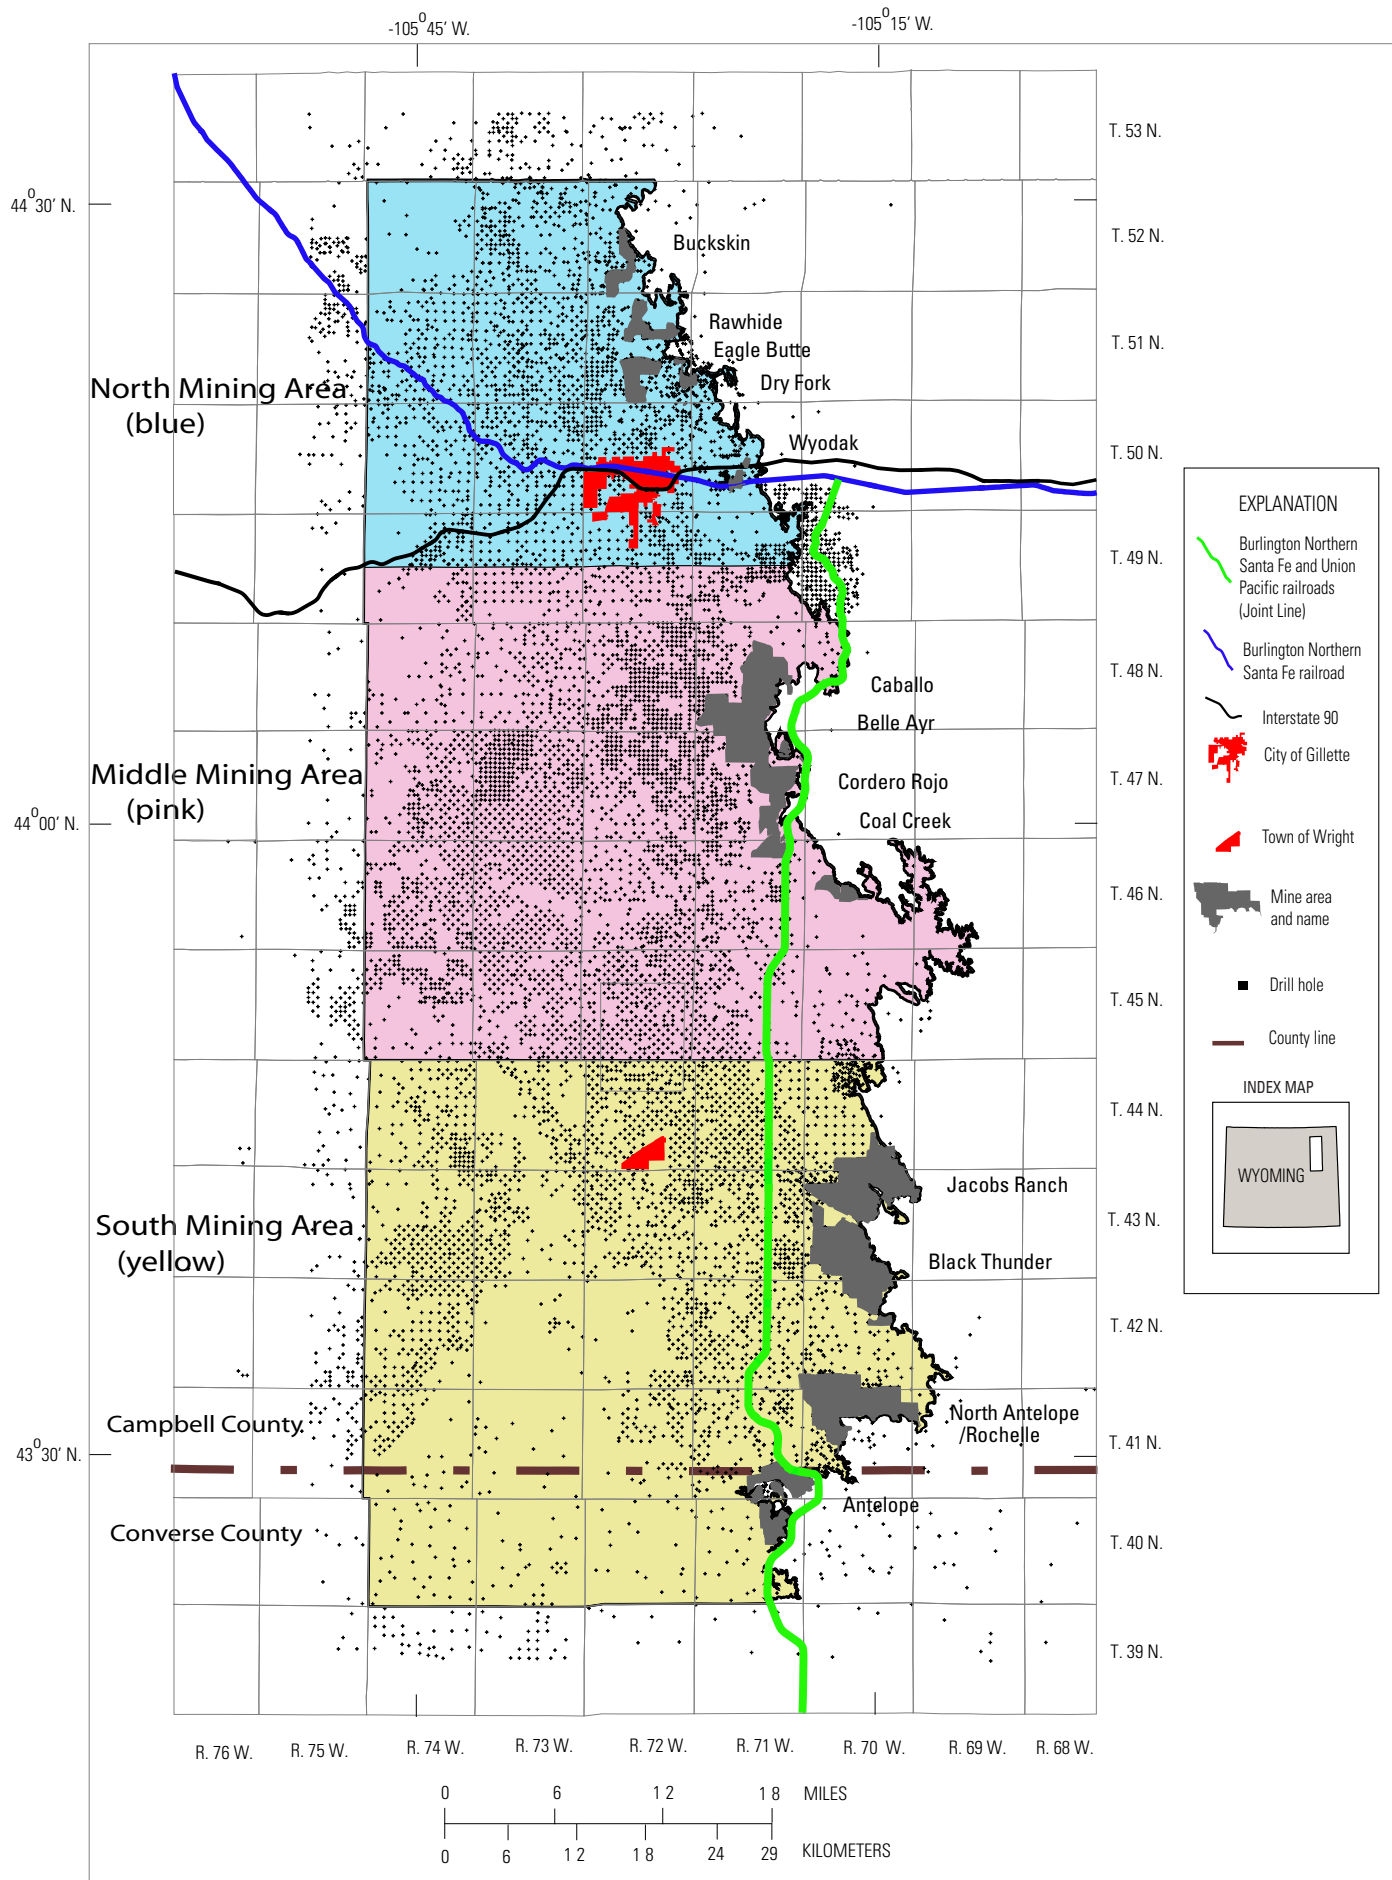 -105°45′ W.
-105°15′ W.
T. 53 N.
44°30′ N.
T. 52 N.
Buckskin
Rawhide
T. 51 N.
Eagle Butte
Dry Fork
North Mining Area
(blue)
Wyodak
T. 50 N.
T. 49 N.
T. 48 N.
Caballo
Belle Ayr
Middle Mining Area
(pink)
T. 47 N.
Cordero Rojo
44°00′ N.
Coal Creek
T. 46 N.
T. 45 N.
T. 44 N.
Jacobs Ranch
South Mining Area
(yellow)
T. 43 N.
Black Thunder
T. 42 N.
Campbell County
North Antelope
/Rochelle
T. 41 N.
43°30′ N.
Antelope
Converse County
T. 40 N.
T. 39 N.
R. 76 W.
R. 75 W.
R. 74 W.
R. 73 W.
R. 72 W.
R. 71 W.
R. 70 W.
R. 69 W.
R. 68 W.
0 6 12 18 MILES
0 6 12 18 24 29 KILOMETERS
EXPLANATION
Burlington Northern
Santa Fe and Union
Pacific railroads
(Joint Line)
Burlington Northern
Santa Fe railroad
Interstate 90
City of Gillette
Town of Wright
Mine area
and name
Drill hole
County line
INDEX MAP
WYOMING